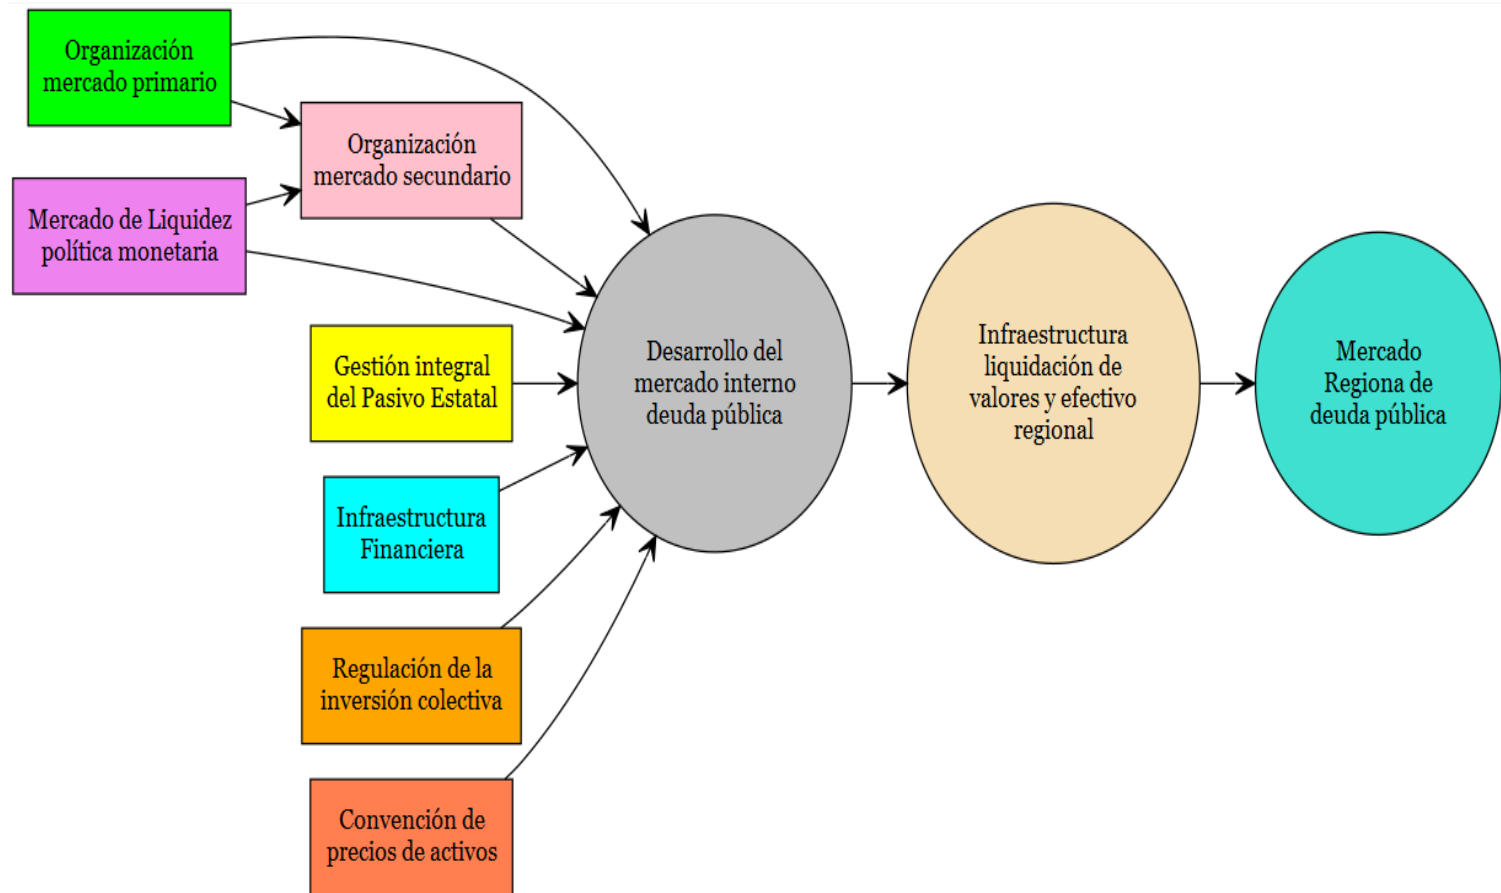 Organización
mercado primario
Organización
mercado secundario
Mercado de Liquidez
política monetaria
Gestión integral
del Pasivo Estatal
Infraestructura
Financiera
Regulación de la
inversión colectiva
Convención de
precios de activos
Desarrollo del
mercado interno
deuda pública
Infraestructura
liquidación de
valores y efectivo
regional
Mercado
Regiona de
deuda pública